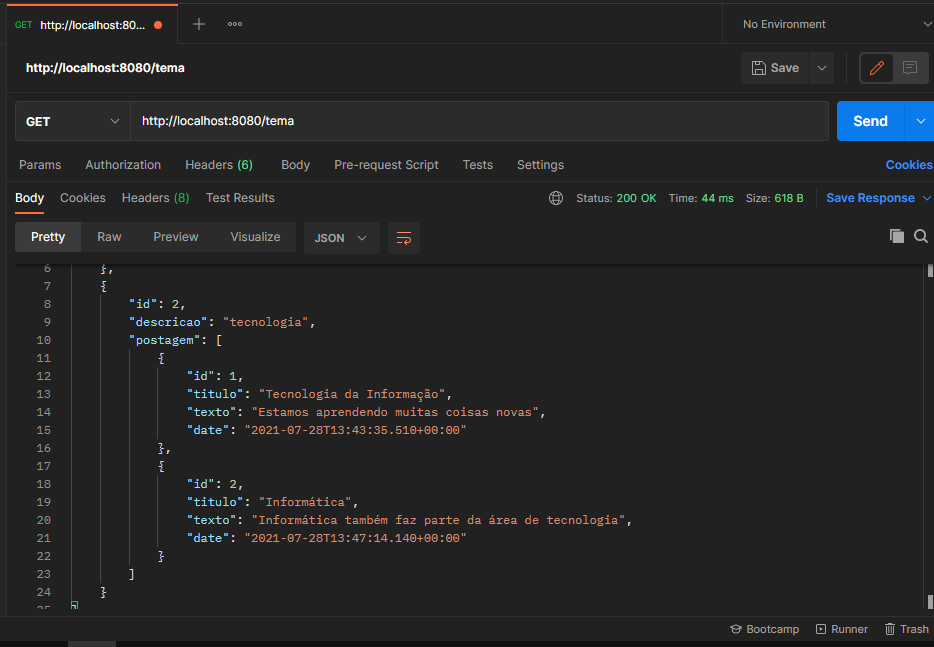 GET http://localhost:80...
No Environment
http://localhost:8080/tema
Save
GET http://localhost:8080/tema Send
Params Authorization Headers (6) Body Pre-request Script Tests Settings Cookies
Body Cookies Headers (8) Test Results Status: 200 OK Time: 44 ms Size: 618 B Save Response
Pretty Raw Preview Visualize JSON
6 },
7 {
8 "id": 2,
9 "descricao": "tecnologia",
10 "postagem": [
11 {
12 "id": 1,
13 "titulo": "Tecnologia da Informação",
14 "texto": "Estamos aprendendo muitas coisas novas",
15 "date": "2021-07-28T13:43:35.510+00:00"
16 },
17 {
18 "id": 2,
19 "titulo": "Informática",
20 "texto": "Informática também faz parte da área de tecnologia",
21 "date": "2021-07-28T13:47:14.140+00:00"
22 }
23 ]
24 }
25 ]
Bootcamp Runner Trash